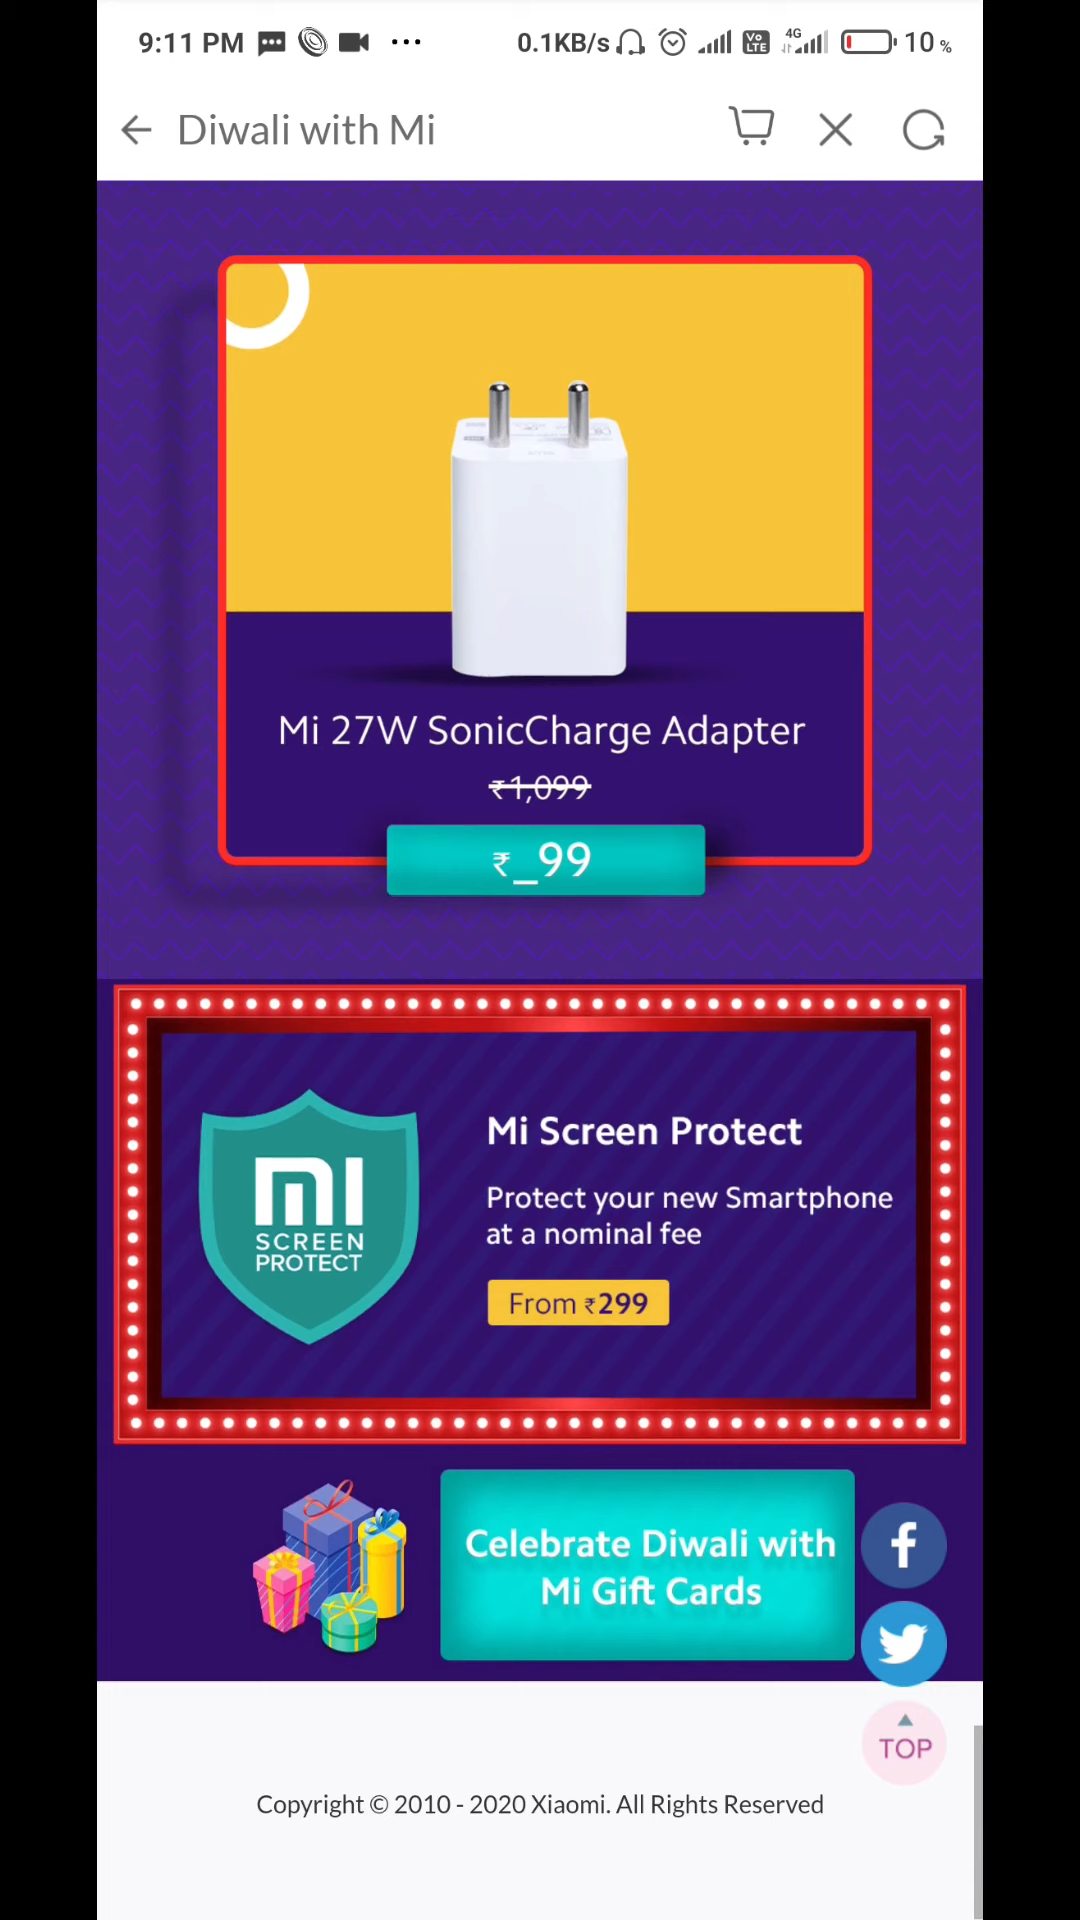 9:11 PM ... 0.1KB/s Vo LTE 4G 10 %
Diwali with Mi
Mi 27W SonicCharge Adapter
₹1,099
₹_99
Mi Screen Protect
Protect your new Smartphone
at a nominal fee
From ₹299
MI
SCREEN
PROTECT
Celebrate Diwali with
Mi Gift Cards
TOP
Copyright © 2010 - 2020 Xiaomi. All Rights Reserved